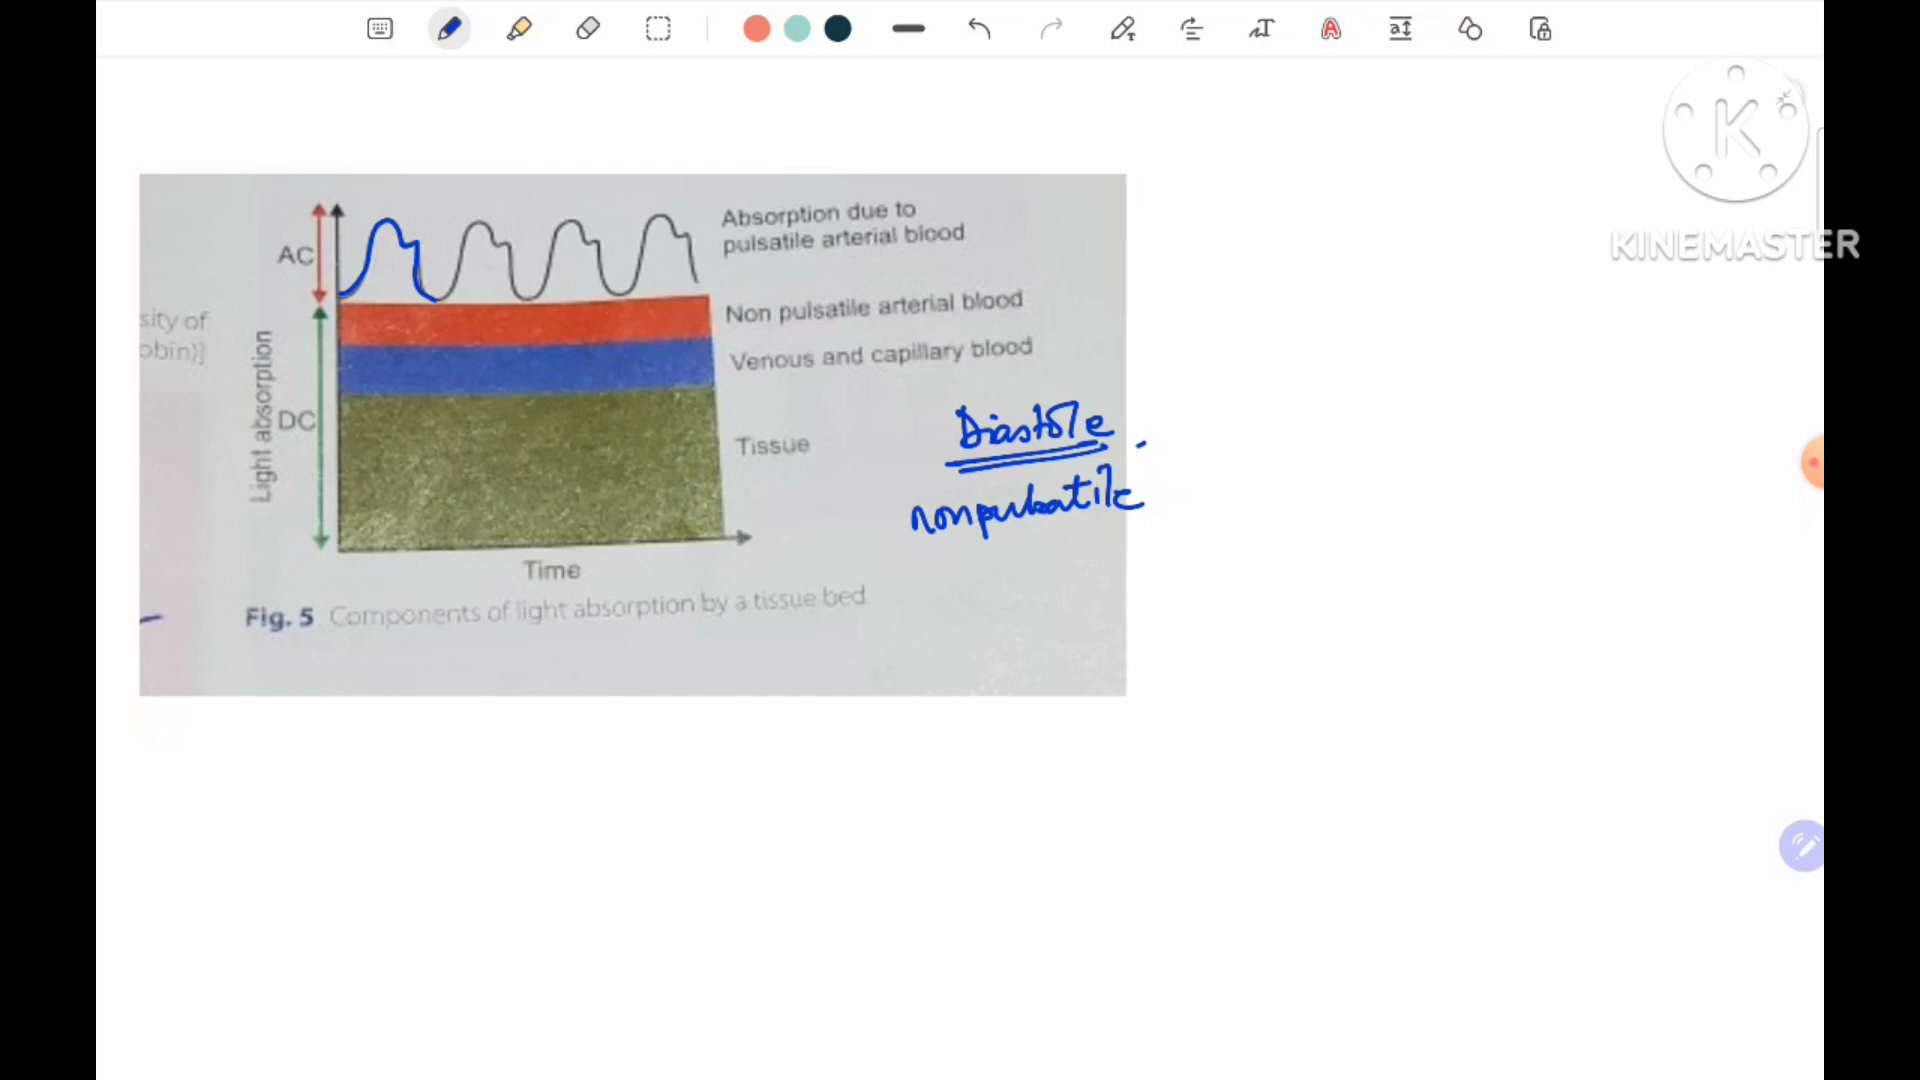 KINEMASTER
Absorption due to
pulsatile arterial blood
AC
Non pulsatile arterial blood
sity of
obin)]
Venous and capillary blood
Light absorption
DC
Diastole
Tissue
nonpulsatile
Time
Fig. 5 Components of light absorption by a tissue bed